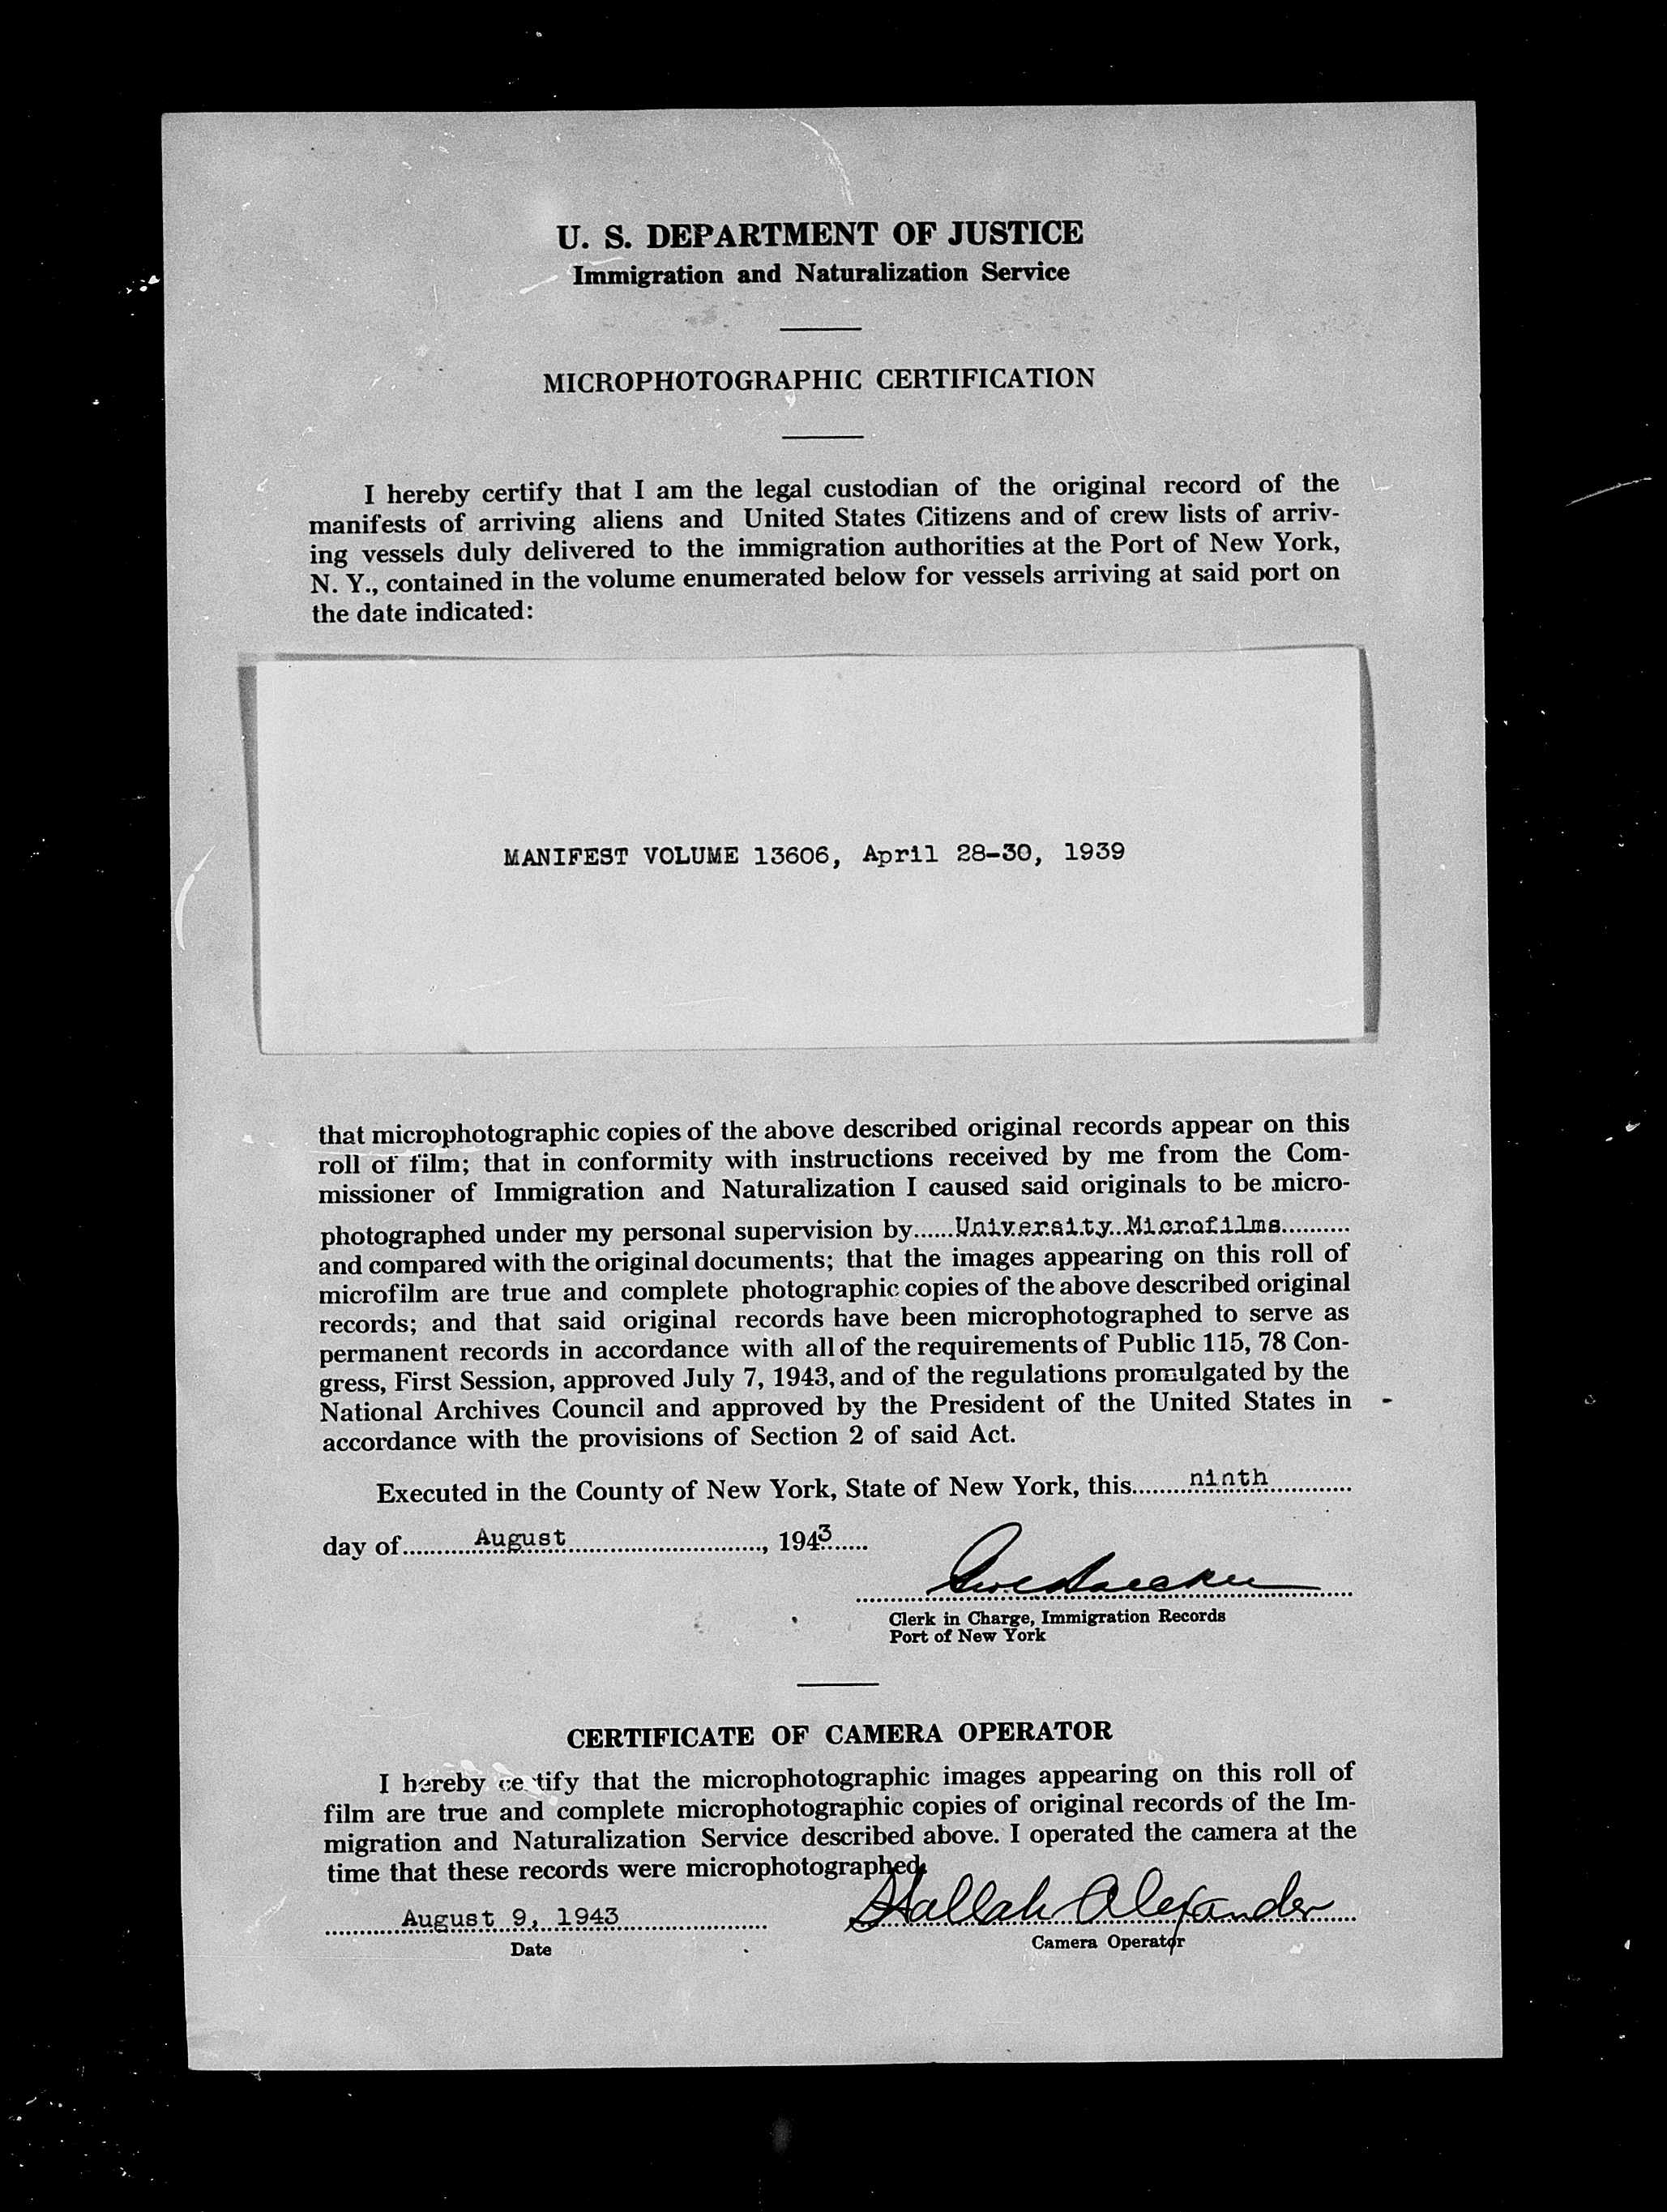 U. S. DEPARTMENT OF JUSTICE
Immigration and Naturalization Service
MICROPHOTOGRAPHIC CERTIFICATION
I hereby certify that I am the legal custodian of the original record of the
manifests of arriving aliens and United States Citizens and of crew lists of arriv-
ing vessels duly delivered to the immigration authorities at the Port of New York,
N. Y., contained in the volume enumerated below for vessels arriving at said port on
the date indicated:
MANIFEST VOLUME 13606, April 28-30, 1939
that microphotographic copies of the above described original records appear on this
roll of film; that in conformity with instructions received by me from the Com-
missioner of Immigration and Naturalization I caused said originals to be micro-
photographed under my personal supervision by......University Microfilms..........
and compared with the original documents; that the images appearing on this roll of
microfilm are true and complete photographic copies of the above described original
records; and that said original records have been microphotographed to serve as
permanent records in accordance with all of the requirements of Public 115, 78 Con-
gress, First Session, approved July 7, 1943, and of the regulations promulgated by the
National Archives Council and approved by the President of the United States in
accordance with the provisions of Section 2 of said Act.
Executed in the County of New York, State of New York, this.........ninth............
day of...........August..............................., 1943......
Clerk in Charge, Immigration Records
Port of New York
CERTIFICATE OF CAMERA OPERATOR
I hereby certify that the microphotographic images appearing on this roll of
film are true and complete microphotographic copies of original records of the Im-
migration and Naturalization Service described above. I operated the camera at the
time that these records were microphotographed.
August 9, 1943 Hallah Alexander
Date Camera Operator